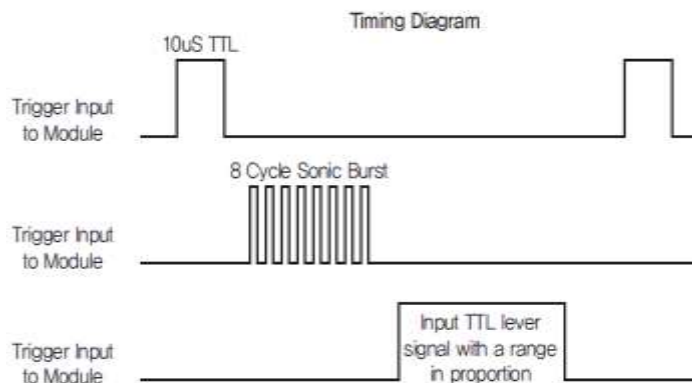 Timing Diagram
10uS TTL
Trigger Input
to Module
8 Cycle Sonic Burst
Trigger Input
to Module
Input TTL lever
signal with a range
in proportion
Trigger Input
to Module